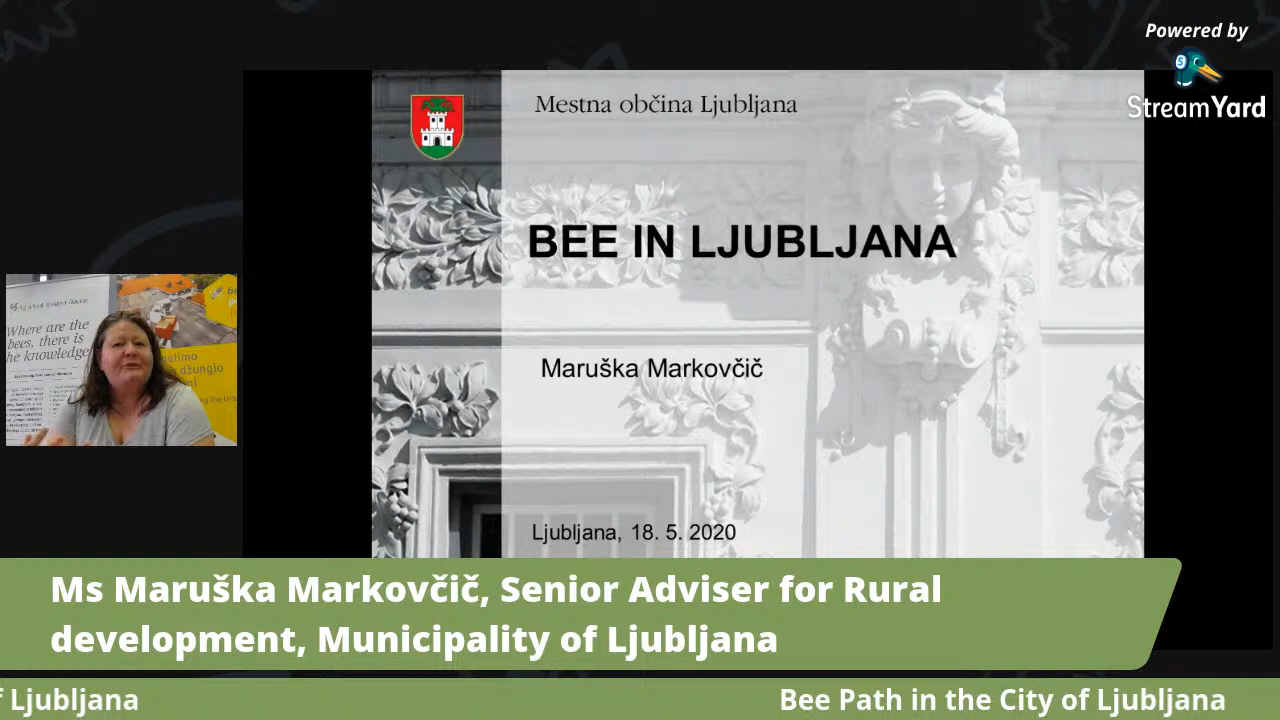 Powered by
StreamYard
Mestna občina Ljubljana
BEE IN LJUBLJANA
Maruška Markovčič
Ljubljana, 18. 5. 2020
Where are the
bees, there is
he knowledge
Ms Maruška Markovčič, Senior Adviser for Rural
development, Municipality of Ljubljana
f Ljubljana
Bee Path in the City of Ljubljana